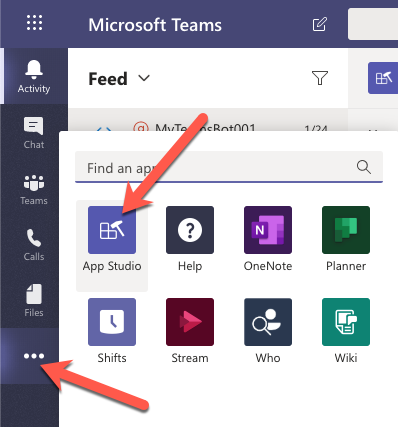 Microsoft Teams
Activity
Feed
MyTeamsBot001
1/24
Chat
Find an app
Teams
App Studio
Help
OneNote
Planner
Calls
Files
Shifts
Stream
Who
Wiki